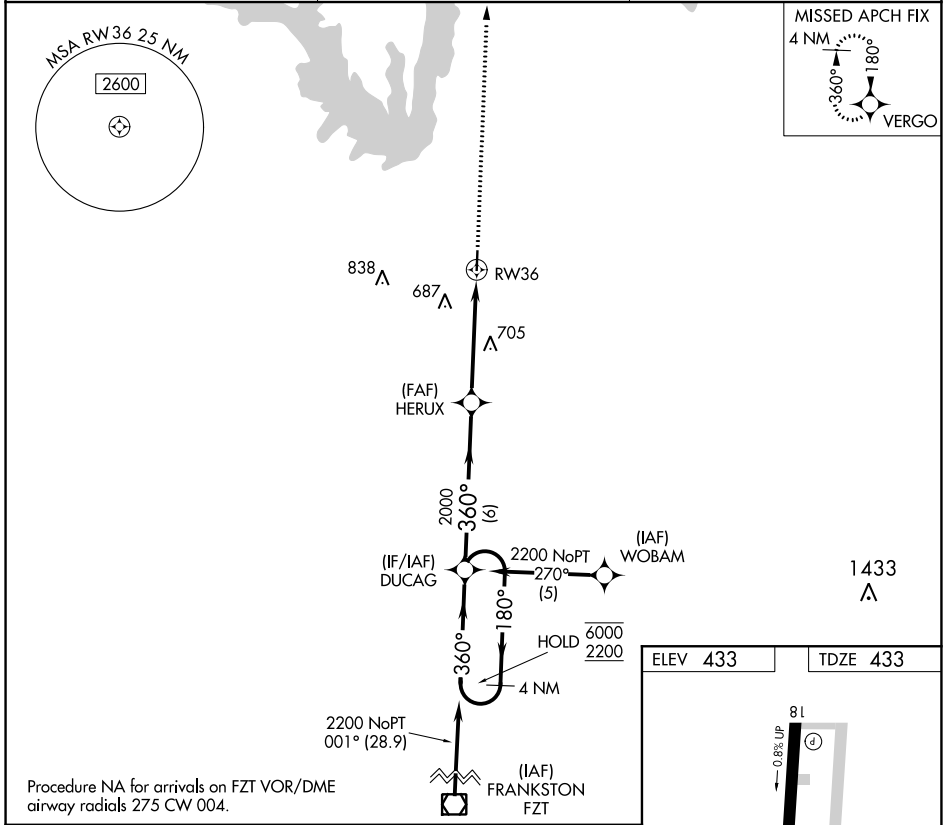 MSA RW36 25 NM
2600
MISSED APCH FIX
4 NM
360°
180°
VERGO
838
687
RW36
705
(FAF)
HERUX
2000
360°
(6)
(IF/IAF)
DUCAG
2200 NoPT
270°
(5)
(IAF)
WOBAM
1433
360°
180°
HOLD 6000
2200
4 NM
2200 NoPT
001° (28.9)
(IAF)
FRANKSTON
FZT
Procedure NA for arrivals on FZT VOR/DME
airway radials 275 CW 004.
ELEV 433
TDZE 433
18
P
0.8% UP